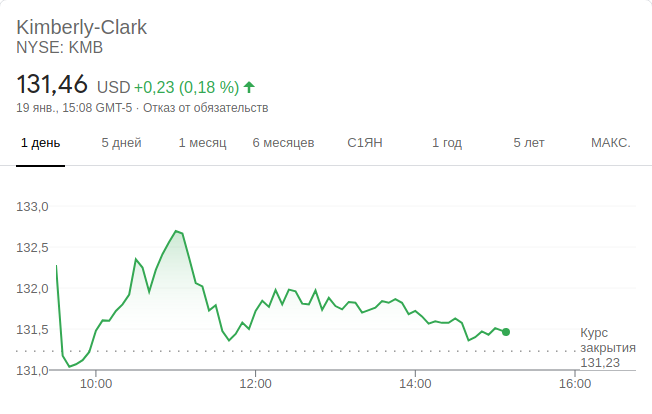 Kimberly-Clark
NYSE: KMB
131,46 USD +0,23 (0,18 %)
19 янв., 15:08 GMT-5 · Отказ от обязательств
1 день 5 дней 1 месяц 6 месяцев С1ЯН 1 год 5 лет МАКС.
133,0
132,5
132,0
131,5
131,0
Курс
закрытия
131,23
10:00 12:00 14:00 16:00